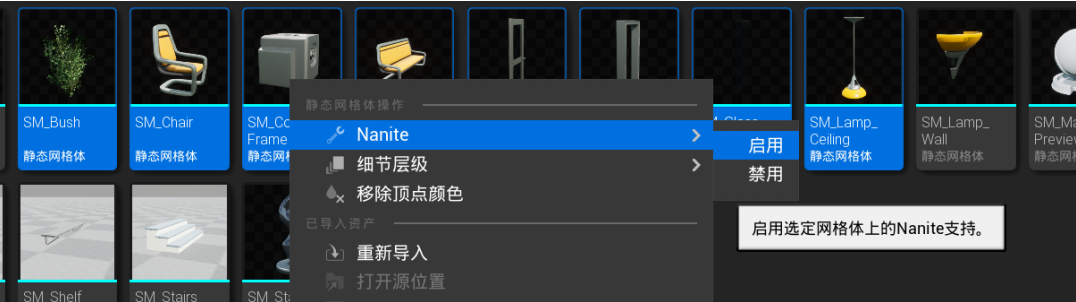 SM_Bush
静态网格体
SM_Chair
静态网格体
SM_Co
Frame
静态网
SM_Lamp_
Ceiling
静态网格体
SM_Lamp_
Wall
静态网格体
SM_Ma
Preview
静态网格
静态网格体操作
Nanite
启用
细节层级
禁用
移除顶点颜色
已导入资产
启用选定网格体上的Nanite支持。
重新导入
打开源位置
SM_Shelf
SM_Stairs
SM_Sta